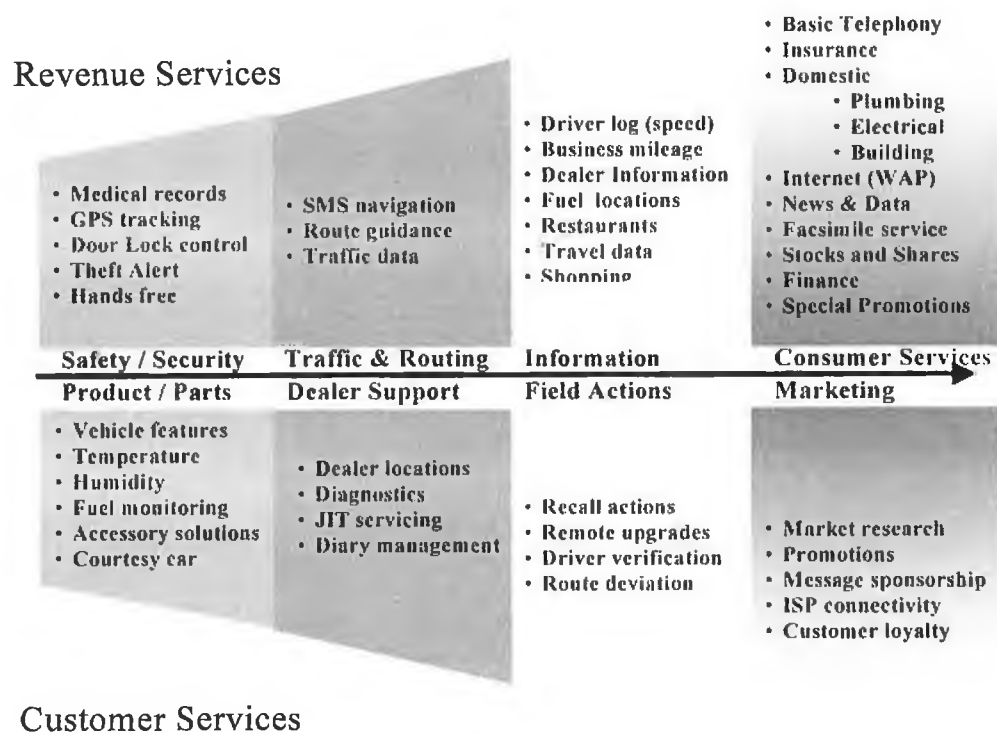 Revenue Services
• Medical records
• GPS tracking
• Door Lock control
• Theft Alert
• Hands free
• SMS navigation
• Route guidance
• Traffic data
• Driver log (speed)
• Business mileage
• Dealer Information
• Fuel locations
• Restaurants
• Travel data
• Shopping
• Basic Telephony
• Insurance
• Domestic
• Plumbing
• Electrical
• Building
• Internet (WAP)
• News & Data
• Facsimile service
• Stocks and Shares
• Finance
• Special Promotions
Safety / Security Traffic & Routing Information Consumer Services
Product / Parts Dealer Support Field Actions Marketing
• Vehicle features
• Temperature
• Humidity
• Fuel monitoring
• Accessory solutions
• Courtesy car
• Dealer locations
• Diagnostics
• JIT servicing
• Diary management
• Recall actions
• Remote upgrades
• Driver verification
• Route deviation
• Market research
• Promotions
• Message sponsorship
• ISP connectivity
• Customer loyalty
Customer Services